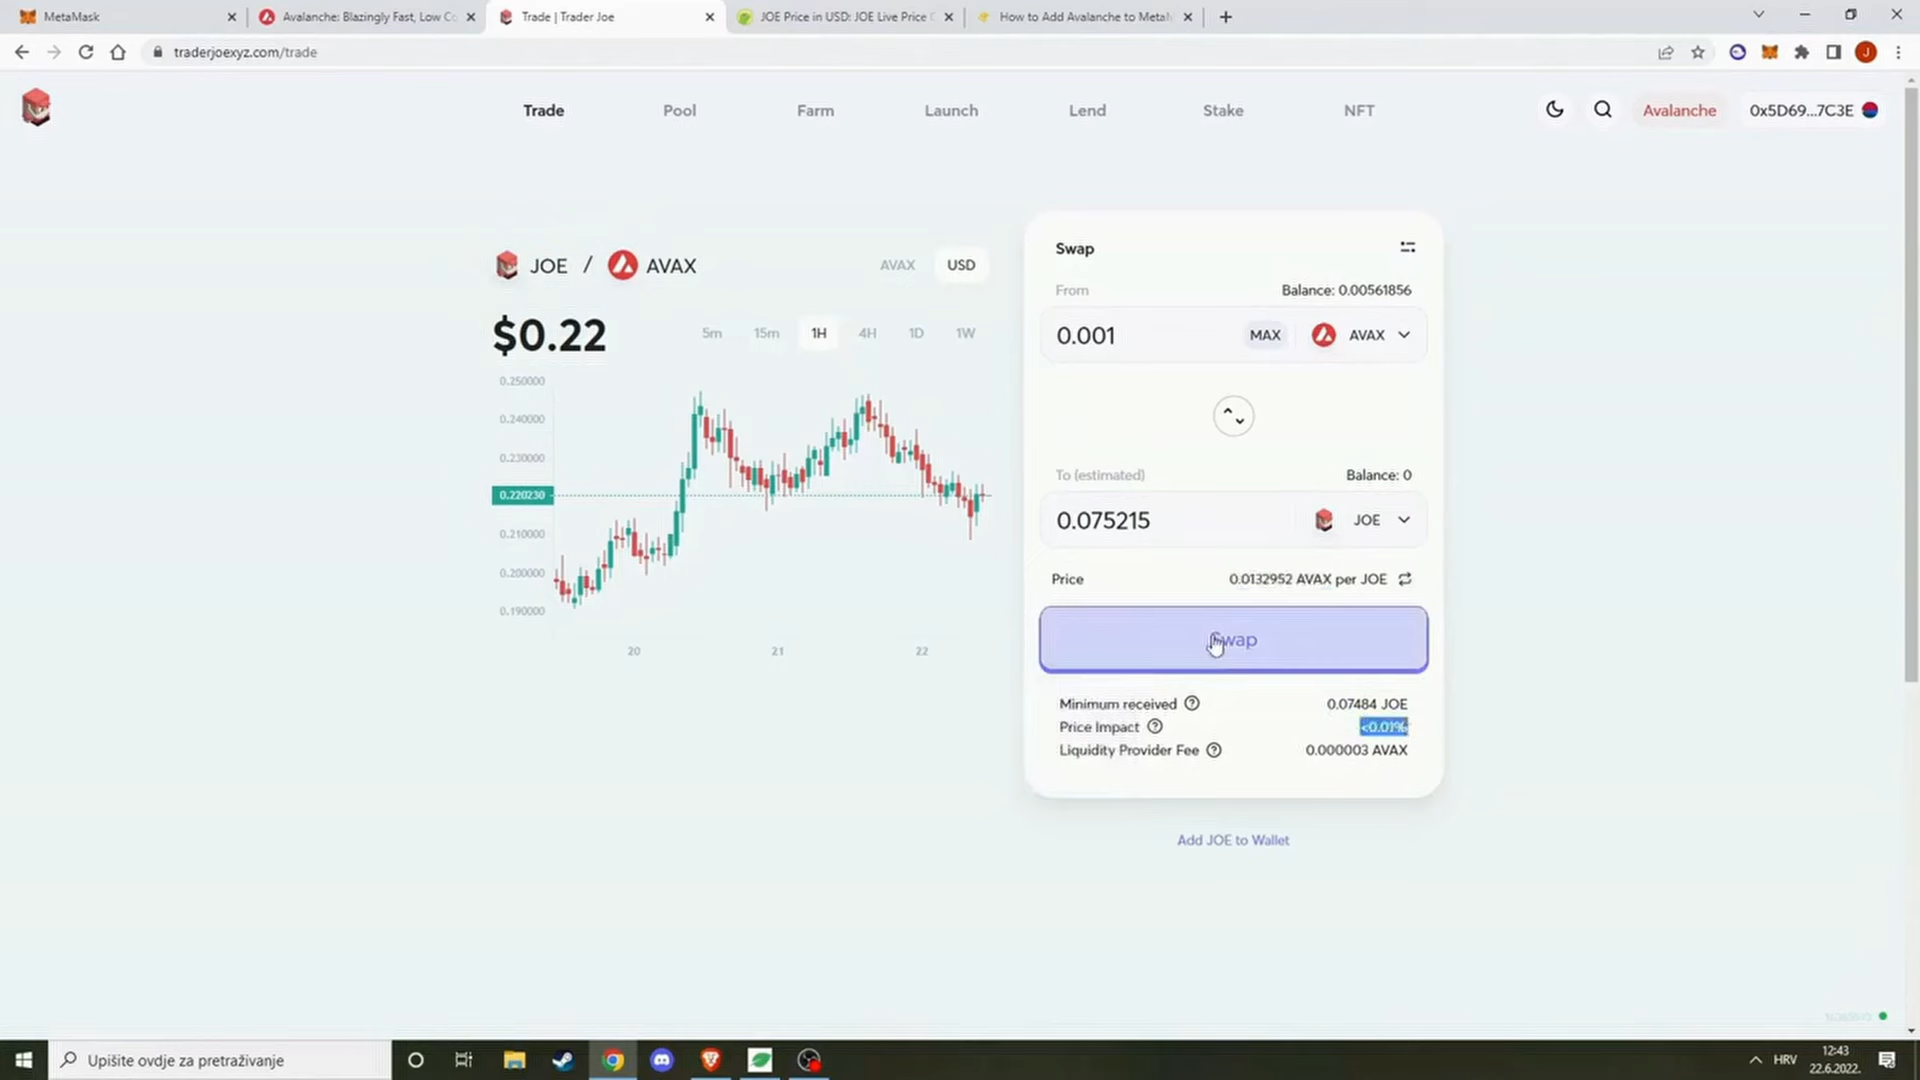 MetaMask
Avalanche: Blazingly Fast, Low Co
Trade | Trader Joe
JOE Price in USD: JOE Live Price
How to Add Avalanche to MetaM
traderjoexyz.com/trade
J
Trade
Pool
Farm
Launch
Lend
Stake
NFT
Avalanche
0x5D69...7C3E
JOE / AVAX
AVAX
USD
$0.22
5m
15m
1H
4H
1D
1W
0.250000
0.240000
0.230000
0.220230
0.210000
0.200000
0.190000
20
21
22
Swap
From
Balance: 0.00561856
0.001
MAX
AVAX
To (estimated)
Balance: 0
0.075215
JOE
Price
0.0132952 AVAX per JOE
Swap
Minimum received
0.07484 JOE
Price Impact
<0.01%
Liquidity Provider Fee
0.000003 AVAX
Add JOE to Wallet
Upišite ovdje za pretraživanje
HRV
12:43
22.6.2022.